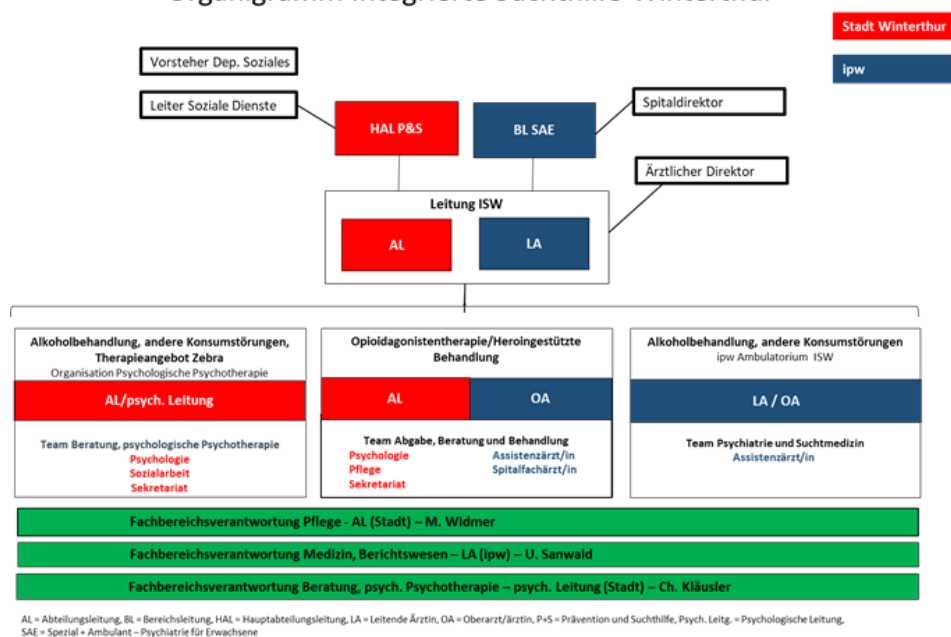 Organigramm Integrierte Suchthilfe Winterthur
Stadt Winterthur
ipw
Vorsteher Dep. Soziales
Leiter Soziale Dienste
HAL P&S
BL SAE
Spitaldirektor
Ärztlicher Direktor
Leitung ISW
AL
LA
Alkoholbehandlung, andere Konsumstörungen,
Therapieangebot Zebra
Organisation Psychologische Psychotherapie
AL/psych. Leitung
Team Beratung, psychologische Psychotherapie
Psychologie
Sozialarbeit
Sekretariat
Opioidagonistentherapie/Heroingestützte
Behandlung
AL
OA
Team Abgabe, Beratung und Behandlung
Psychologie
Pflege
Sekretariat
Assistenzärzt/in
Spitalfachärzt/in
Alkoholbehandlung, andere Konsumstörungen
ipw Ambulatorium ISW
LA / OA
Team Psychiatrie und Suchtmedizin
Assistenzärzt/in
Fachbereichsverantwortung Pflege - AL (Stadt) – M. Widmer
Fachbereichsverantwortung Medizin, Berichtswesen – LA (ipw) – U. Sanwald
Fachbereichsverantwortung Beratung, psych. Psychotherapie – psych. Leitung (Stadt) – Ch. Kläusler
AL = Abteilungsleitung, BL = Bereichsleitung, HAL = Hauptabteilungsleitung, LA = Leitende Ärztin, OA = Oberarzt/ärztin, P+S = Prävention und Suchthilfe, Psych. Leitg. = Psychologische Leitung,
SAE = Spezial + Ambulant – Psychiatrie für Erwachsene